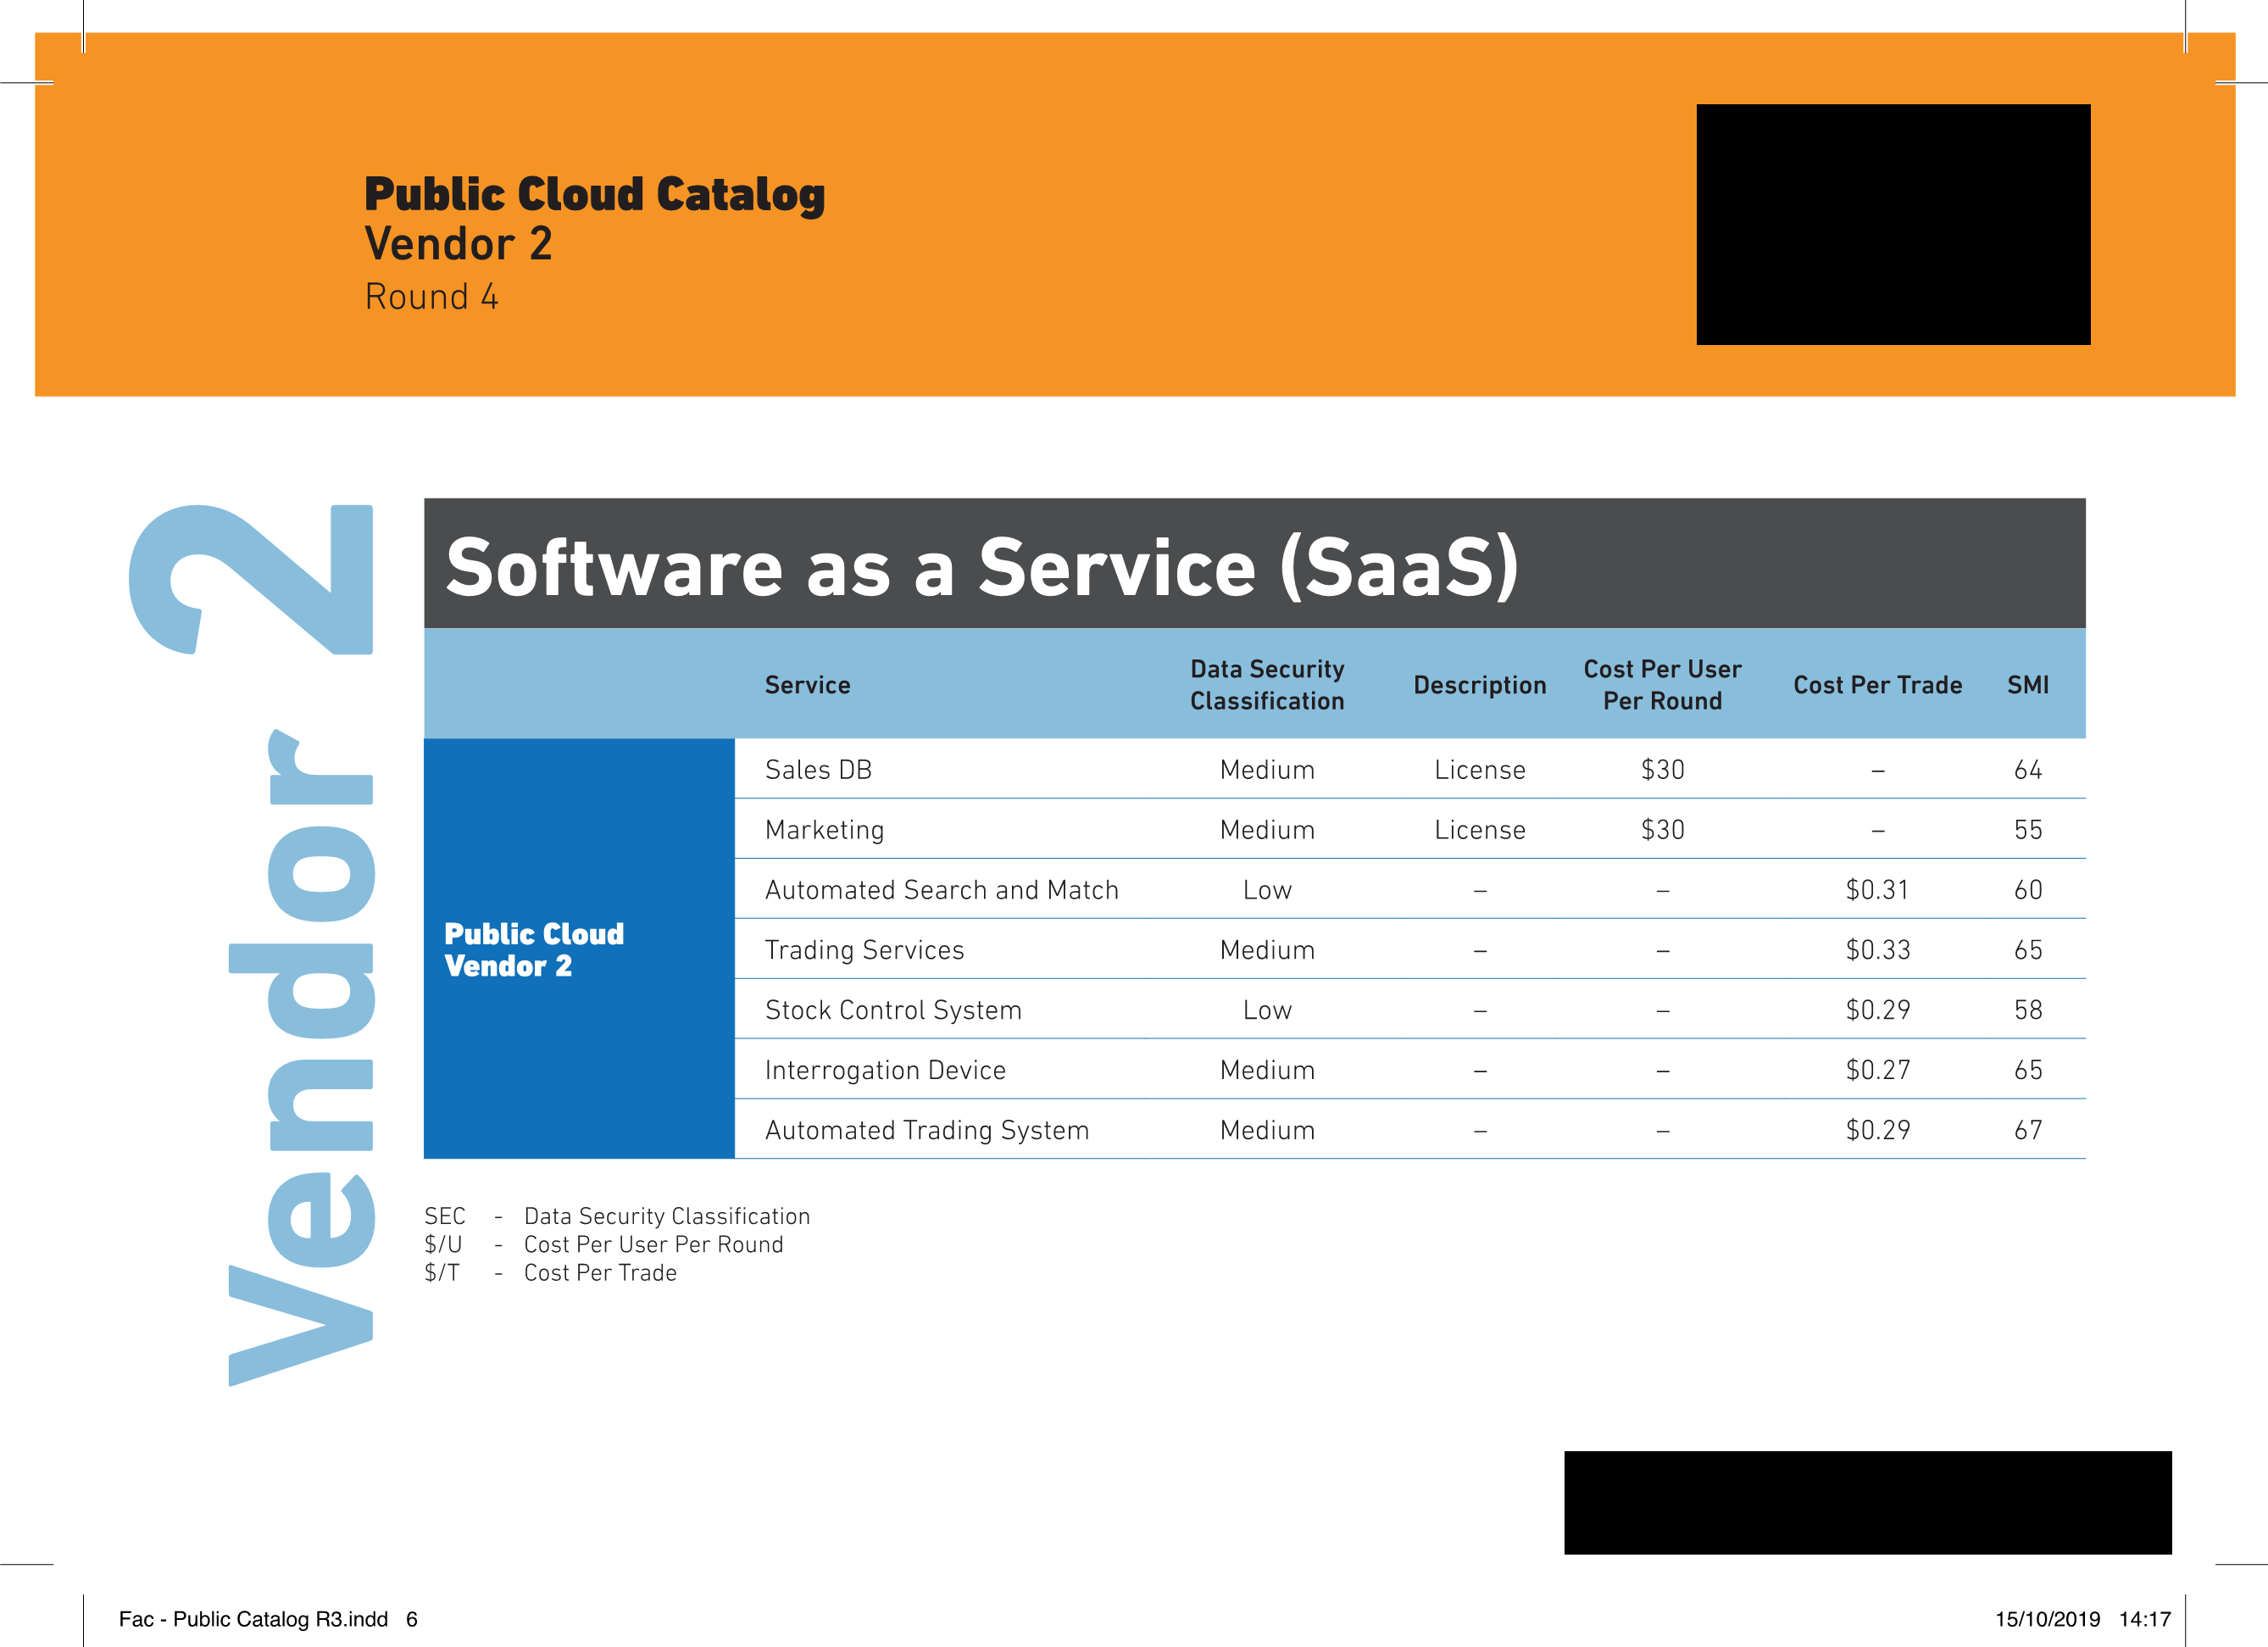 Public Cloud Catalog
Vendor 2
Round 4
Vendor 2
Software as a Service (SaaS)
Service Data Security Classification Description Cost Per User Per Round Cost Per Trade SMI
Public Cloud
Vendor 2
Sales DB Medium License $30 – 64
Marketing Medium License $30 – 55
Automated Search and Match Low – – $0.31 60
Trading Services Medium – – $0.33 65
Stock Control System Low – – $0.29 58
Interrogation Device Medium – – $0.27 65
Automated Trading System Medium – – $0.29 67
SEC - Data Security Classification
$/U - Cost Per User Per Round
$/T - Cost Per Trade
Fac - Public Catalog R3.indd 6 15/10/2019 14:17